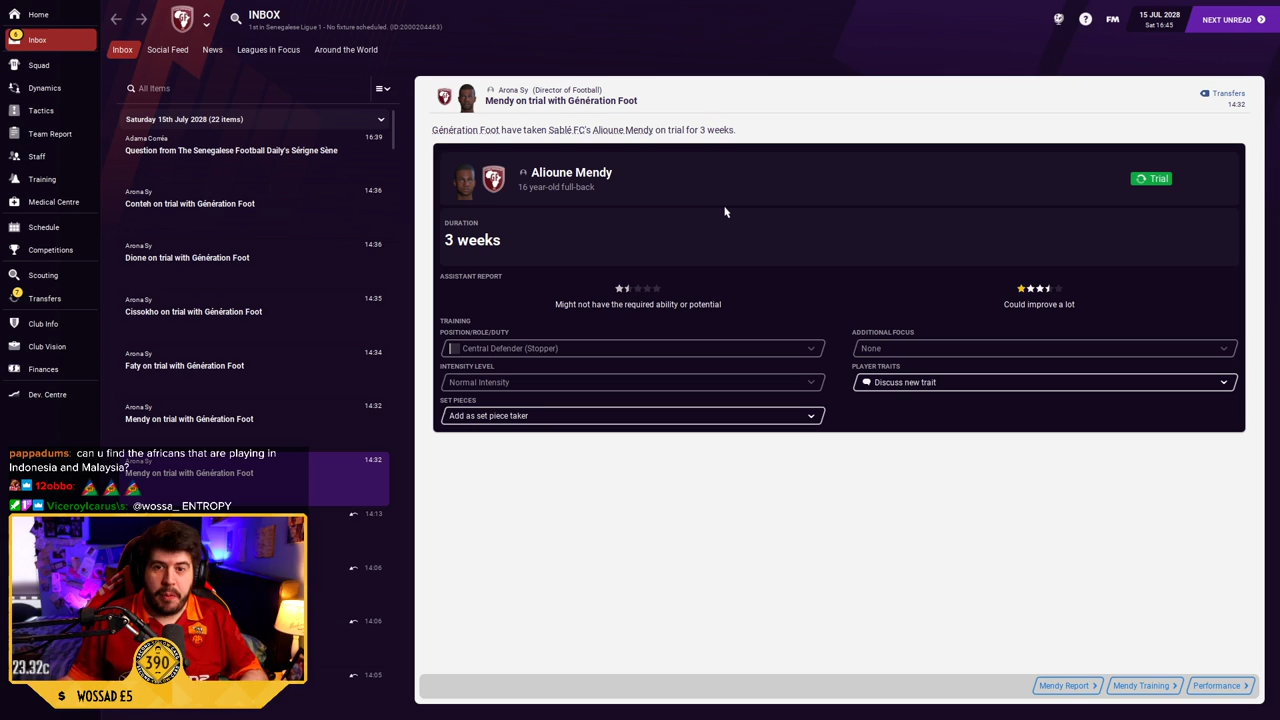 Home
INBOX
1st in Senegalese Ligue 1 - No fixture scheduled. (ID:2000204463)
FM
15 JUL 2028
Sat 16:45
NEXT UNREAD
6
Inbox
Squad
Dynamics
Tactics
Team Report
Staff
Training
Medical Centre
Schedule
Competitions
Scouting
7
Transfers
Club Info
Club Vision
Finances
Dev. Centre
Inbox
Social Feed
News
Leagues in Focus
Around the World
All Items
Saturday 15th July 2028 (22 items)
Adama Corréa
16:39
Question from The Senegalese Football Daily's Sérigne Sène
Arona Sy
14:36
Conteh on trial with Génération Foot
Arona Sy
14:36
Dione on trial with Génération Foot
Arona Sy
14:35
Cissokho on trial with Génération Foot
Arona Sy
14:34
Faty on trial with Génération Foot
Arona Sy
14:32
Mendy on trial with Génération Foot
Arona Sy
14:32
Mendy on trial with Génération Foot
14:13
14:06
14:06
14:05
Arona Sy (Director of Football)
Mendy on trial with Génération Foot
Transfers
14:32
Génération Foot have taken Sablé FC's Alioune Mendy on trial for 3 weeks.
Alioune Mendy
16 year-old full-back
Trial
DURATION
3 weeks
ASSISTANT REPORT
Might not have the required ability or potential
Could improve a lot
TRAINING
POSITION/ROLE/DUTY
Central Defender (Stopper)
ADDITIONAL FOCUS
None
INTENSITY LEVEL
Normal Intensity
PLAYER TRAITS
Discuss new trait
SET PIECES
Add as set piece taker
Mendy Report
Mendy Training
Performance
pappadums: can u find the africans that are playing in
Indonesia and Malaysia?
12obbo:
ViceroyIcarus\s: @wossa_ ENTROPY
23.32c
390
$ WOSSAD £5